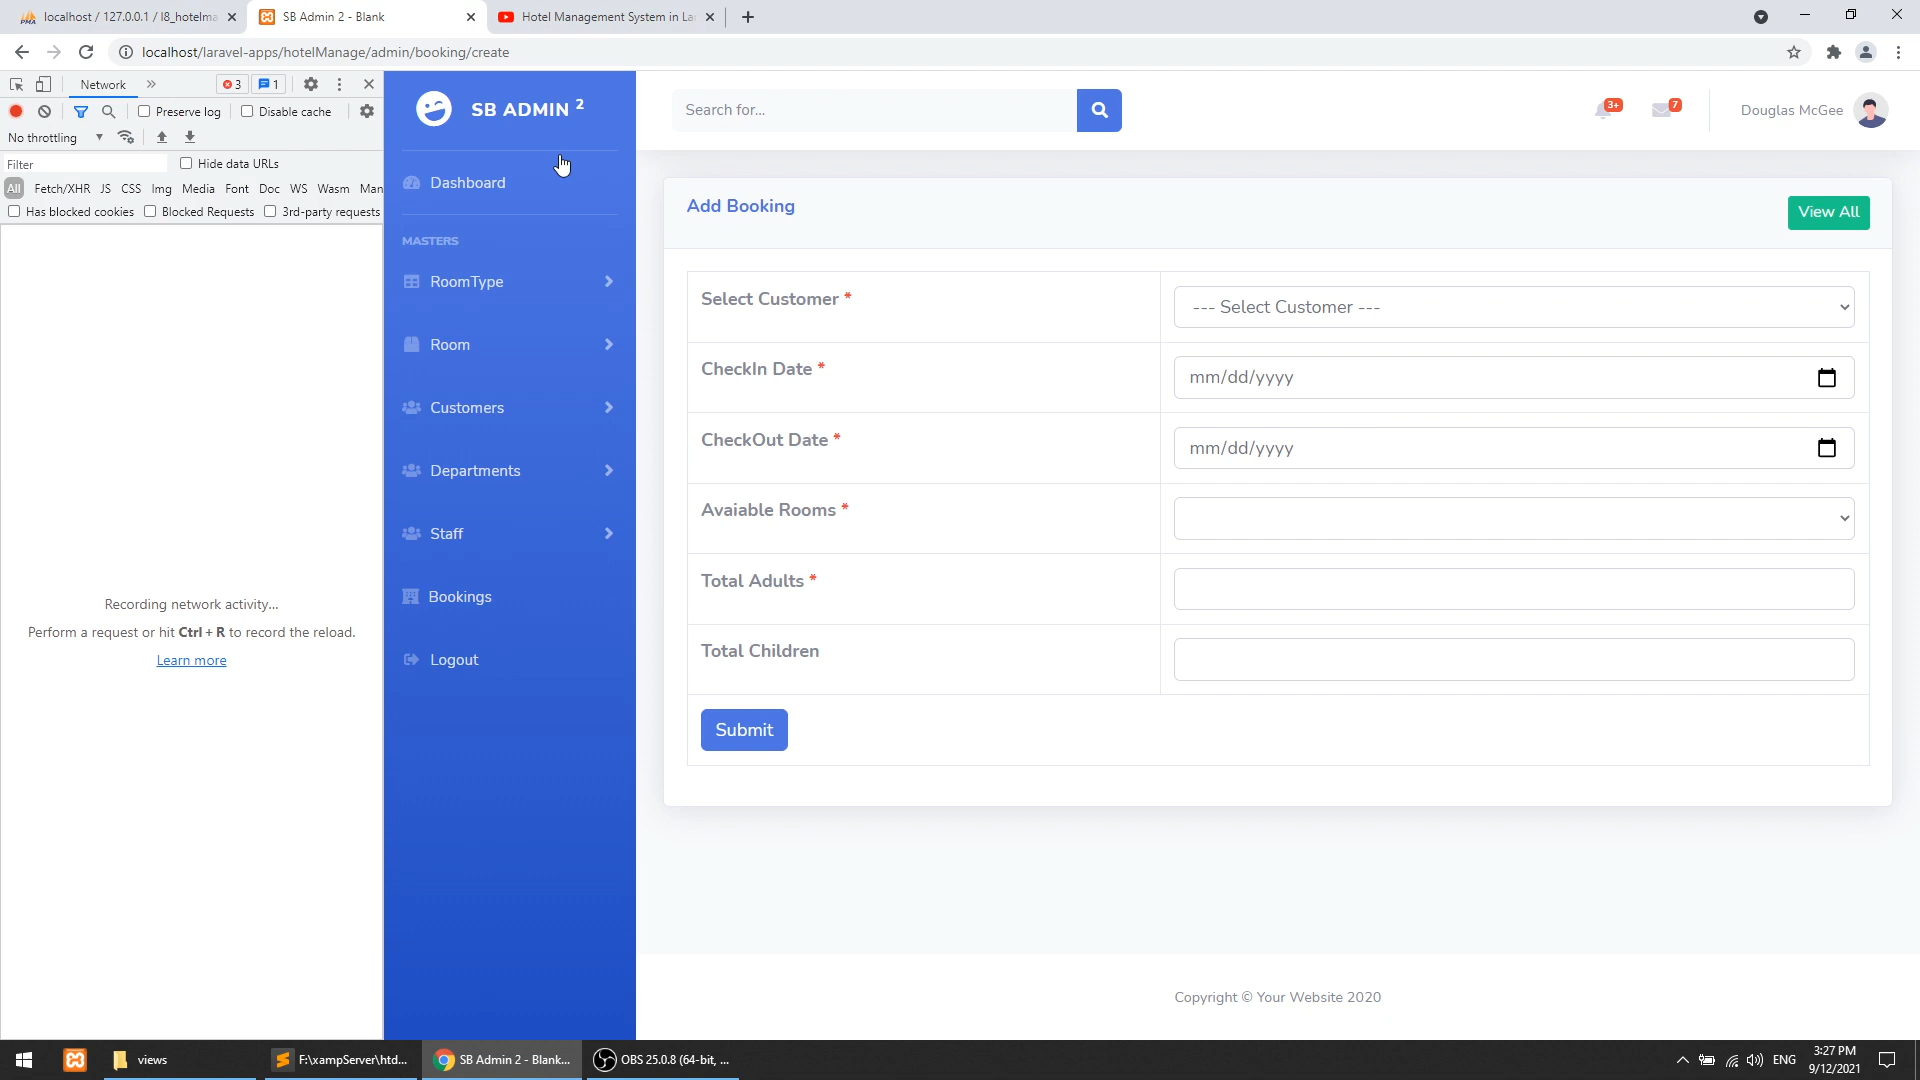 localhost / 127.0.0.1 / l8_hotelma
SB Admin 2 - Blank
Hotel Management System in La
localhost/laravel-apps/hotelManage/admin/booking/create
Network
3
1
Preserve log
Disable cache
No throttling
Filter
Hide data URLs
All Fetch/XHR JS CSS Img Media Font Doc WS Wasm Man
Has blocked cookies Blocked Requests 3rd-party requests
Recording network activity...
Perform a request or hit Ctrl + R to record the reload.
Learn more
SB ADMIN 2
Dashboard
MASTERS
RoomType
Room
Customers
Departments
Staff
Bookings
Logout
Search for...
3+
7
Douglas McGee
Add Booking
View All
Select Customer *
--- Select Customer ---
CheckIn Date *
mm/dd/yyyy
CheckOut Date *
mm/dd/yyyy
Avaiable Rooms *
Total Adults *
Total Children
Submit
Copyright © Your Website 2020
views
F:\xampServer\htd...
SB Admin 2 - Blank...
OBS 25.0.8 (64-bit, ...
ENG
3:27 PM
9/12/2021